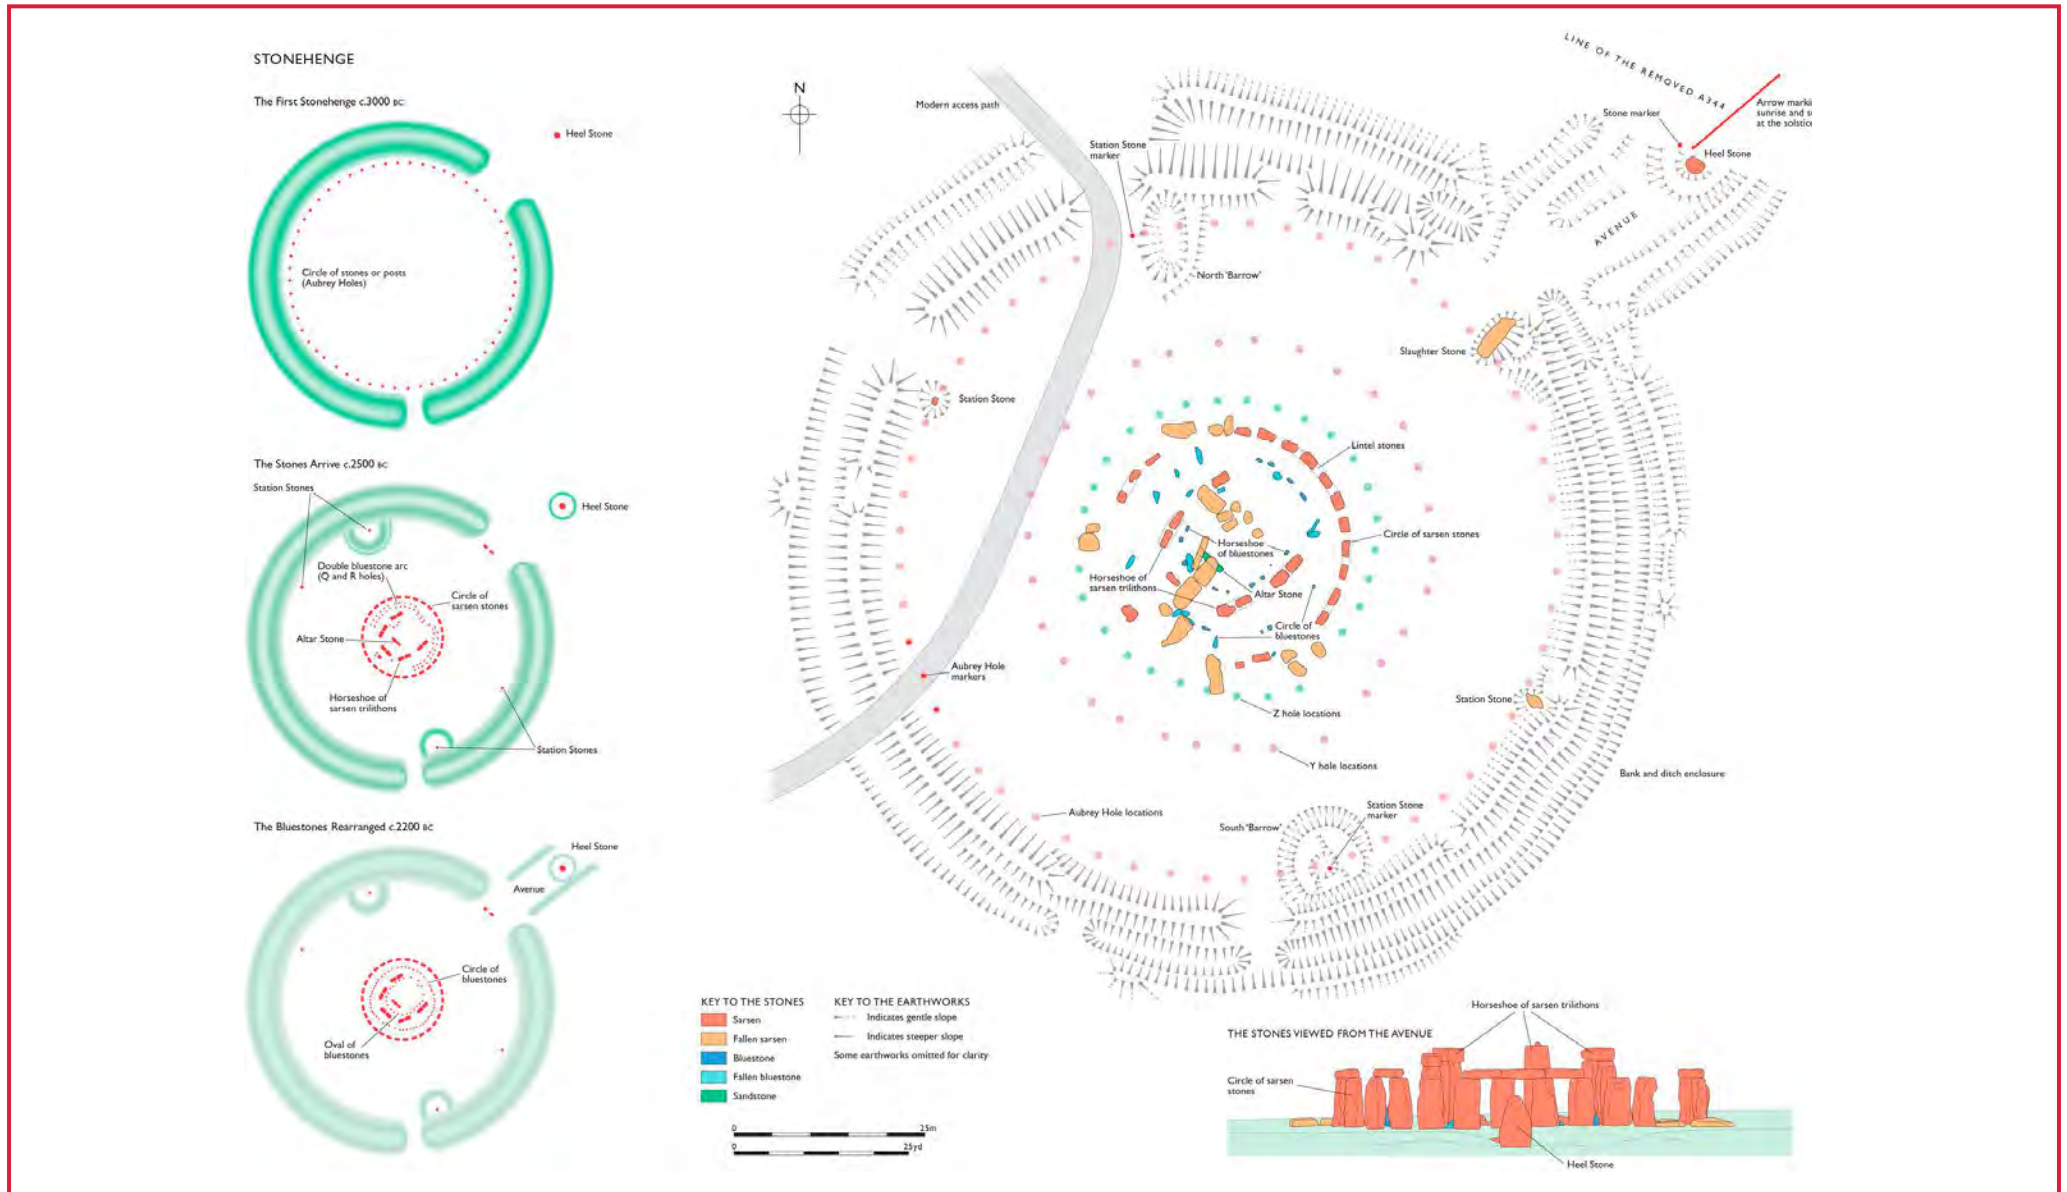 STONEHENGE
The First Stonehenge c.3000 BC
Heel Stone
Circle of stones or posts
(Aubrey Holes)
The Stones Arrive c.2500 BC
Station Stones
Heel Stone
Double bluestone arc
(Q and R holes)
Circle of
sarsen stones
Altar Stone
Horseshoe of
sarsen trilithons
Station Stones
The Bluestones Rearranged c.2200 BC
Heel Stone
Avenue
Circle of
bluestones
Oval of
bluestones
N
Modern access path
Station Stone
marker
LINE OF THE REMOVED A344
Stone marker
Arrow marki
sunrise and s
at the solstice
Heel Stone
AVENUE
North 'Barrow'
Slaughter Stone
Station Stone
Lintel stones
Circle of sarsen stones
Horseshoe
of bluestones
Horseshoe of
sarsen trilithons
Altar Stone
Circle of
bluestones
Aubrey Hole
markers
Station Stone
Z hole locations
Y hole locations
Bank and ditch enclosure
Aubrey Hole locations
South 'Barrow'
Station Stone
marker
KEY TO THE STONES
Sarsen
Fallen sarsen
Bluestone
Fallen bluestone
Sandstone
KEY TO THE EARTHWORKS
Indicates gentle slope
Indicates steeper slope
Some earthworks omitted for clarity
0 25m
0 25yd
THE STONES VIEWED FROM THE AVENUE
Horseshoe of sarsen trilithons
Circle of sarsen
stones
Heel Stone